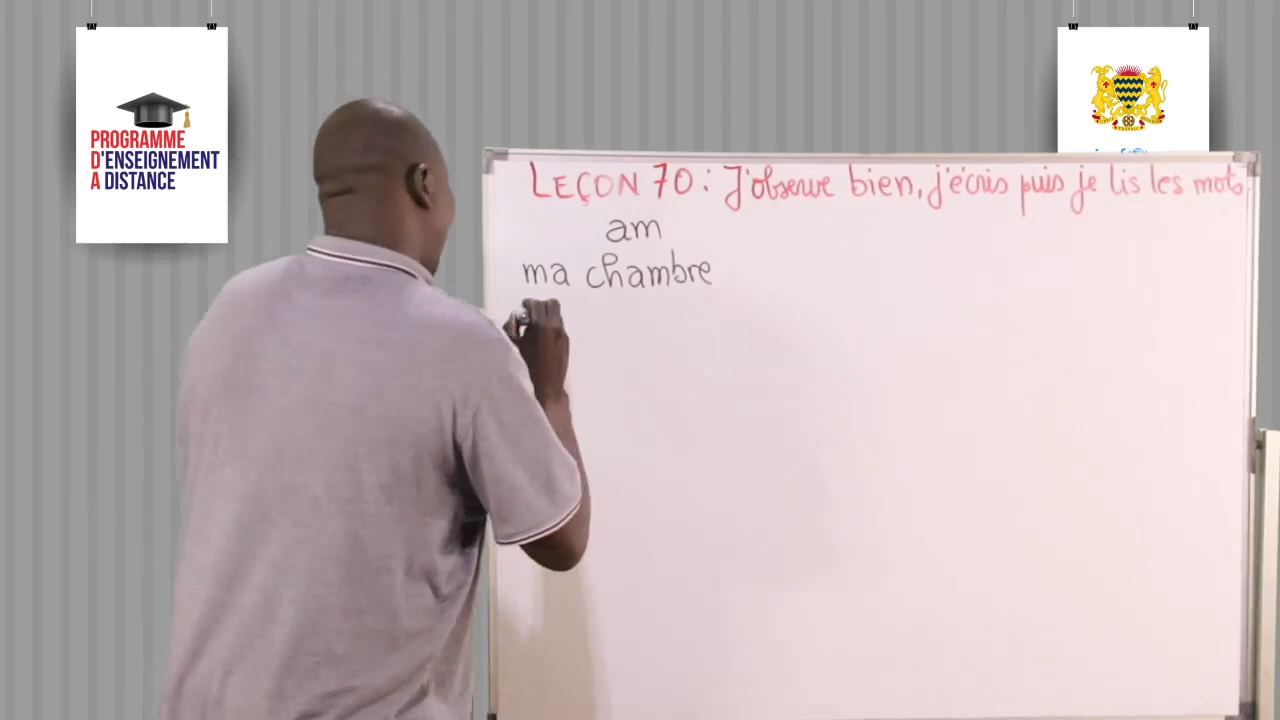 PROGRAMME
D'ENSEIGNEMENT
A DISTANCE
LEÇON 70 : J'observe bien, j'écris puis je lis les mots
am
ma chambre